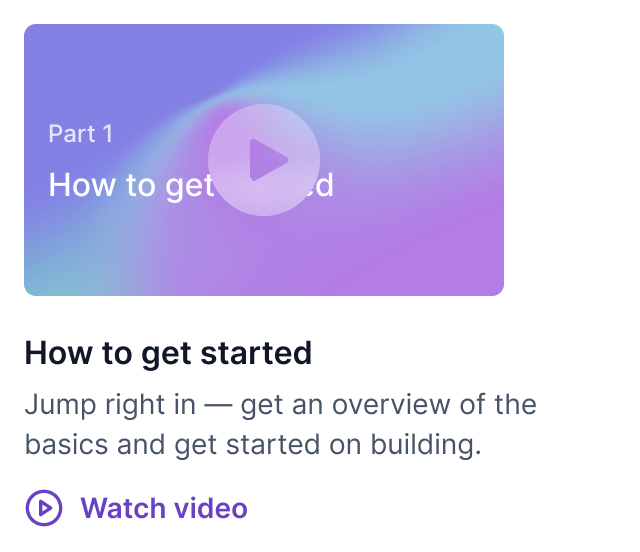 Part 1
How to get started
How to get started
Jump right in — get an overview of the
basics and get started on building.
Watch video